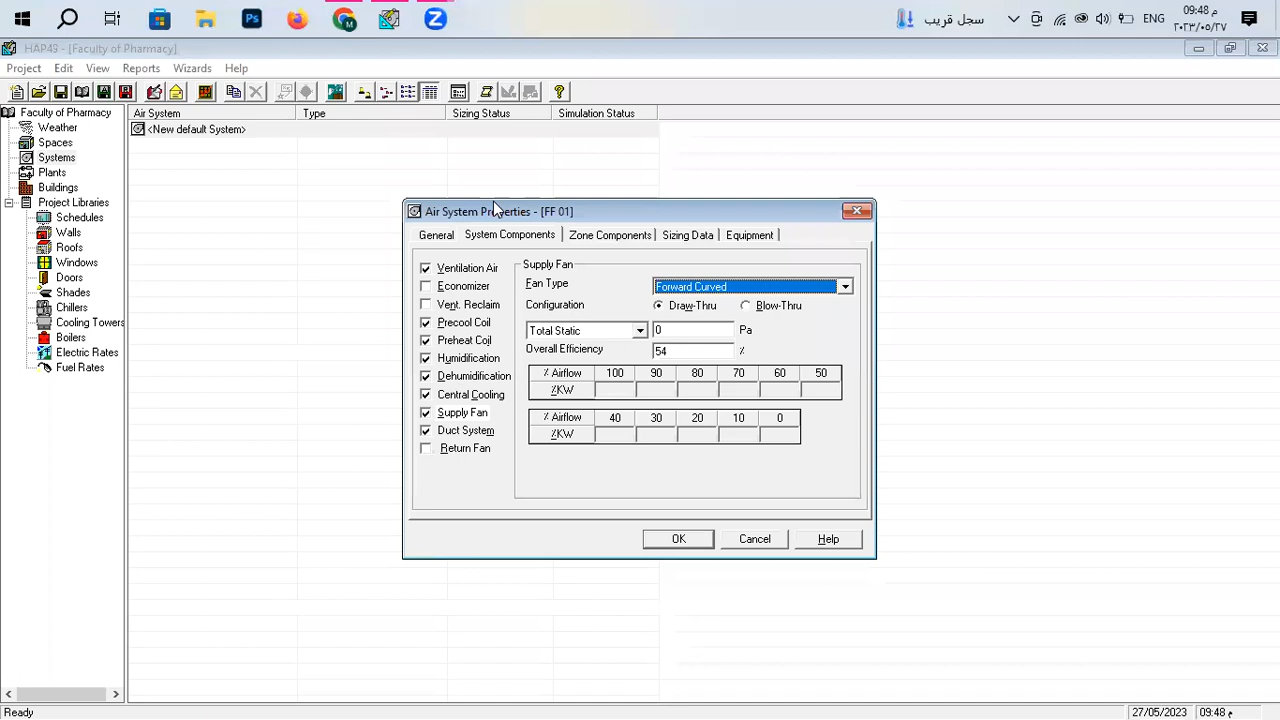 م 09:48
ENG
سجل قريب
٢٠٢٣/٠٥/٢٧
HAP49 - [Faculty of Pharmacy]
Project Edit View Reports Wizards Help
Faculty of Pharmacy
Weather
Spaces
Systems
Plants
Buildings
Project Libraries
Schedules
Walls
Roofs
Windows
Doors
Shades
Chillers
Cooling Towers
Boilers
Electric Rates
Fuel Rates
Air System Type Sizing Status Simulation Status
<New default System>
Air System Properties - [FF 01]
General System Components Zone Components Sizing Data Equipment
Ventilation Air
Economizer
Vent. Reclaim
Precool Coil
Preheat Coil
Humidification
Dehumidification
Central Cooling
Supply Fan
Duct System
Return Fan
Supply Fan
Fan Type Forward Curved
Configuration Draw-Thru Blow-Thru
Total Static 0 Pa
Overall Efficiency 54 %
% Airflow 100 90 80 70 60 50
%KW
% Airflow 40 30 20 10 0
%KW
OK Cancel Help
Ready 27/05/2023 09:48 م